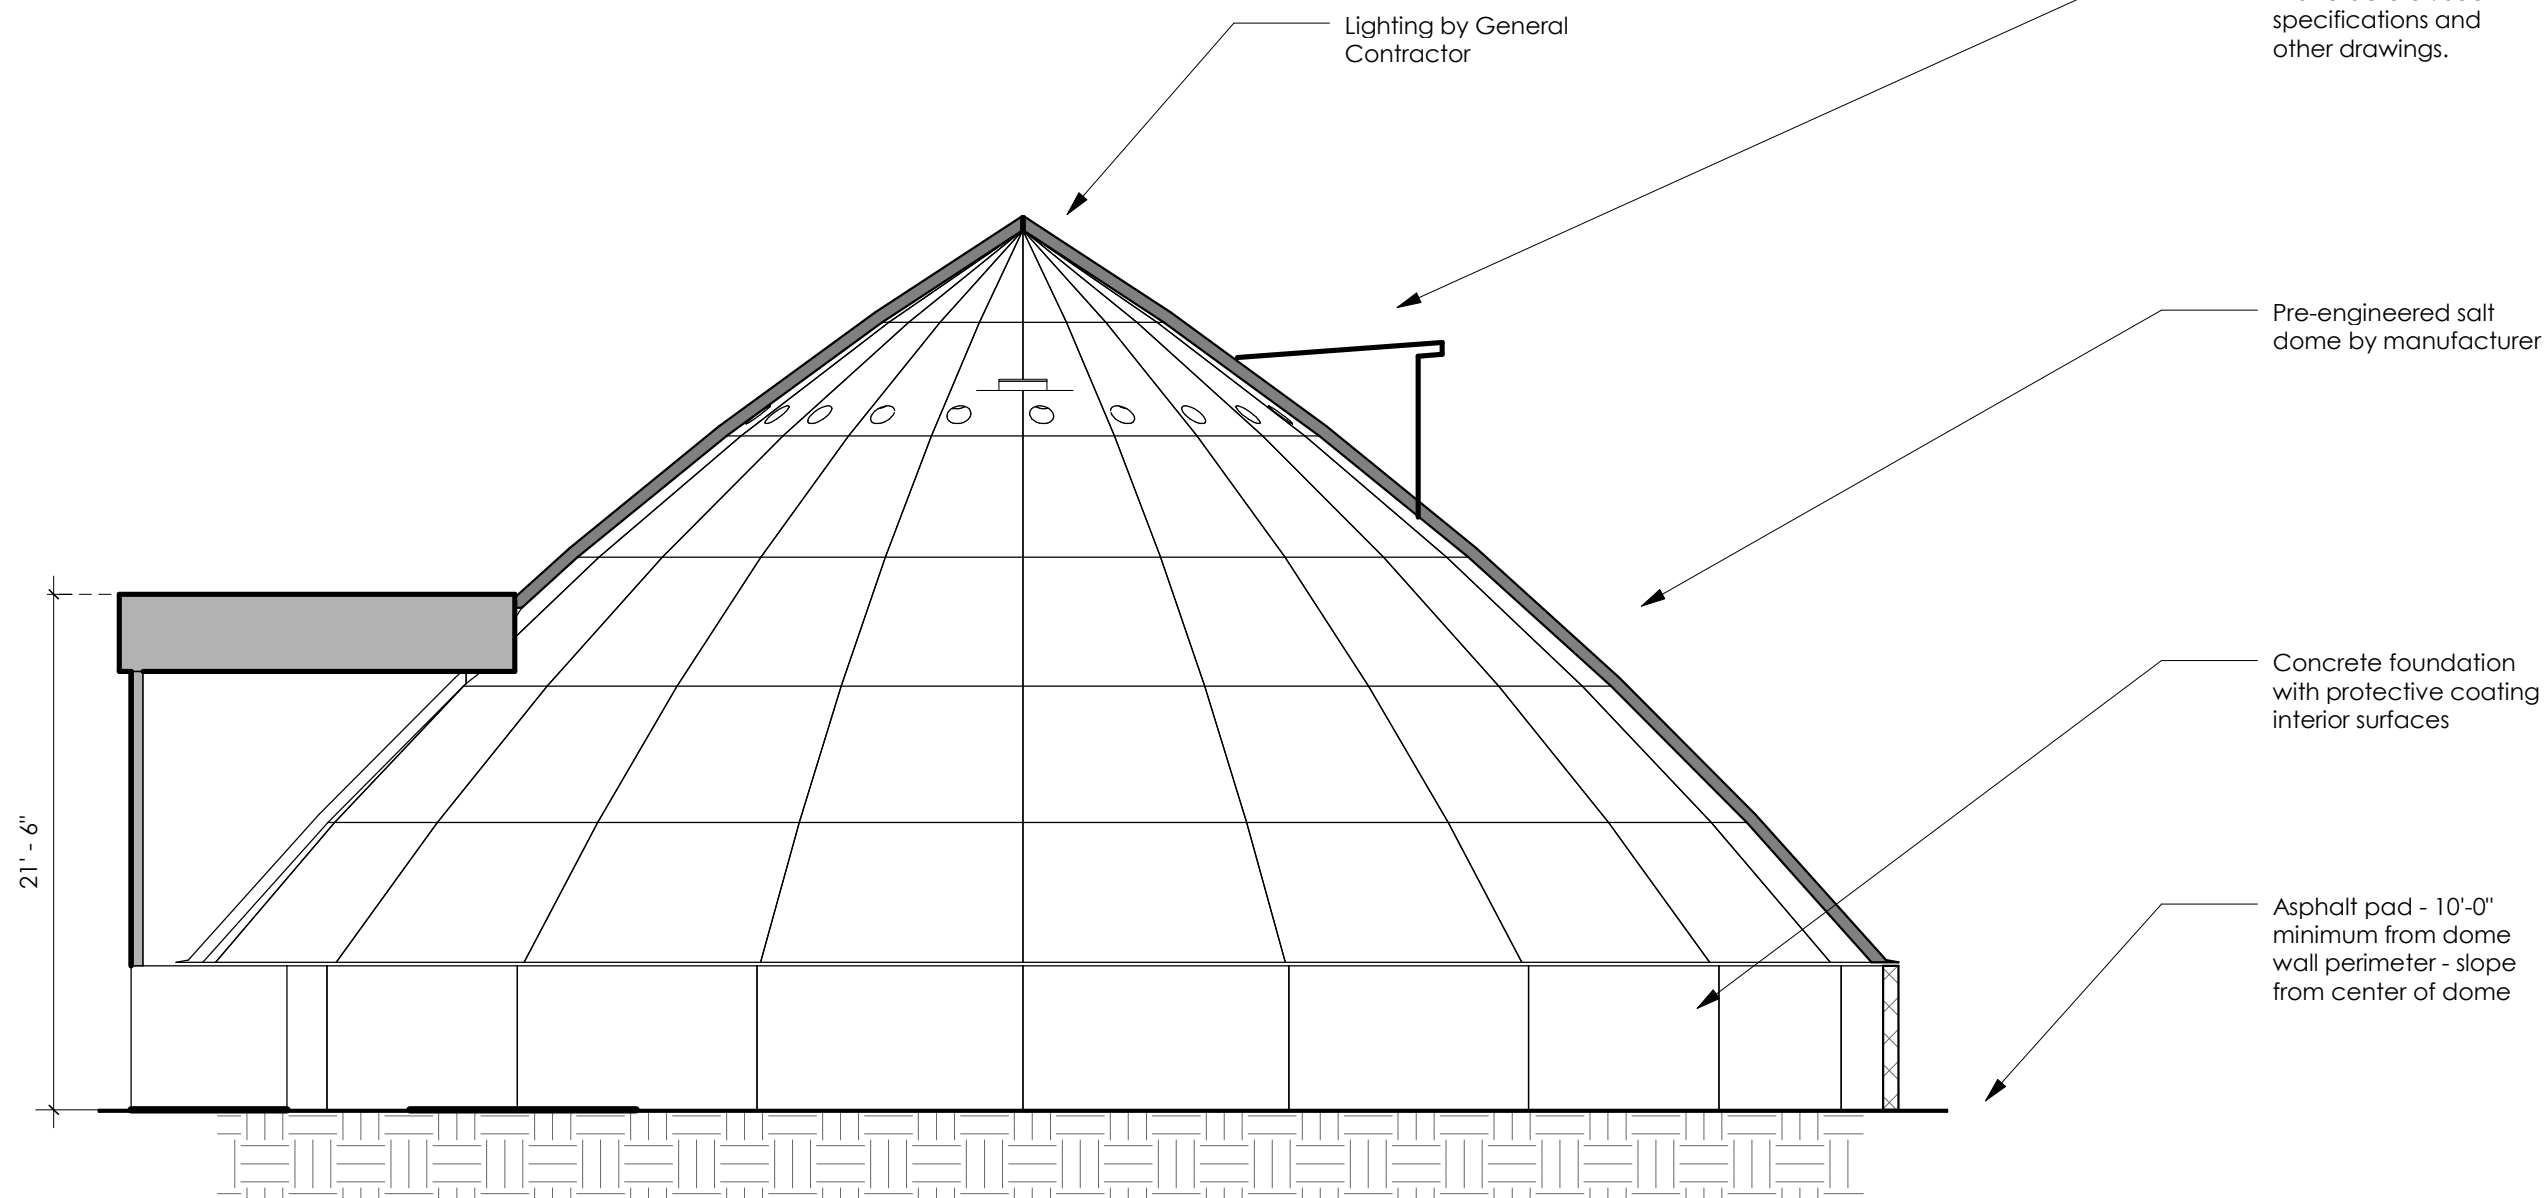 Lighting by General
Contractor
specifications and
other drawings.
Pre-engineered salt
dome by manufacturer
Concrete foundation
with protective coating
interior surfaces
21' - 6"
Asphalt pad - 10'-0"
minimum from dome
wall perimeter - slope
from center of dome